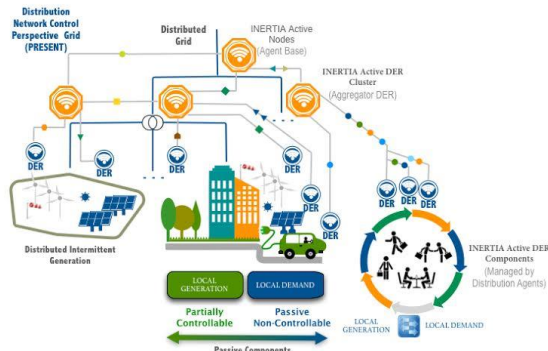 Distribution
Network Control
Perspective Grid
(PRESENT)
Distributed
Grid
INERTIA Active
Nodes
(Agent Base)
INERTIA Active DER
Cluster
(Aggregator DER)
DER
DER
DER
DER
DER
DER
DER
DER
DER
Distributed Intermittent
Generation
INERTIA Active DER
Components
(Managed by
Distribution Agents)
LOCAL
GENERATION
LOCAL DEMAND
LOCAL
GENERATION
LOCAL DEMAND
Partially
Controllable
Passive
Non-Controllable
Passive Components